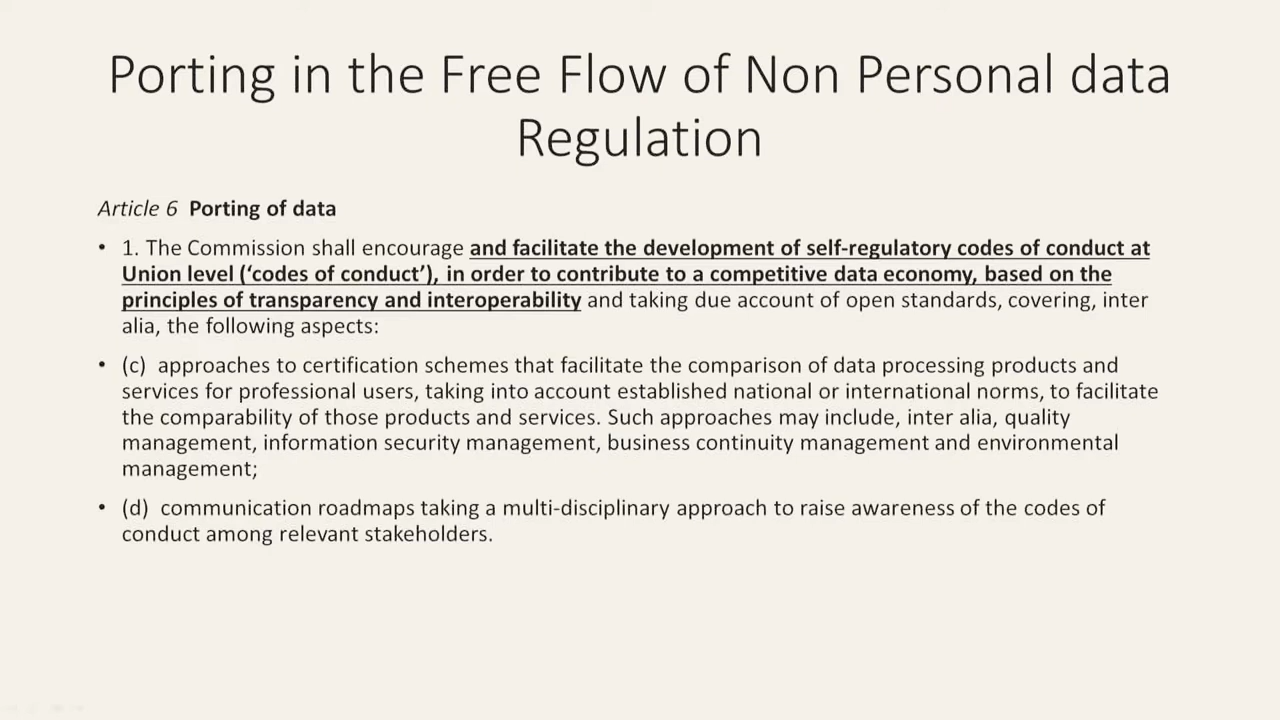 Porting in the Free Flow of Non Personal data
Regulation
Article 6 Porting of data
• 1. The Commission shall encourage and facilitate the development of self-regulatory codes of conduct at
Union level (‘codes of conduct’), in order to contribute to a competitive data economy, based on the
principles of transparency and interoperability and taking due account of open standards, covering, inter
alia, the following aspects:
• (c) approaches to certification schemes that facilitate the comparison of data processing products and
services for professional users, taking into account established national or international norms, to facilitate
the comparability of those products and services. Such approaches may include, inter alia, quality
management, information security management, business continuity management and environmental
management;
• (d) communication roadmaps taking a multi-disciplinary approach to raise awareness of the codes of
conduct among relevant stakeholders.